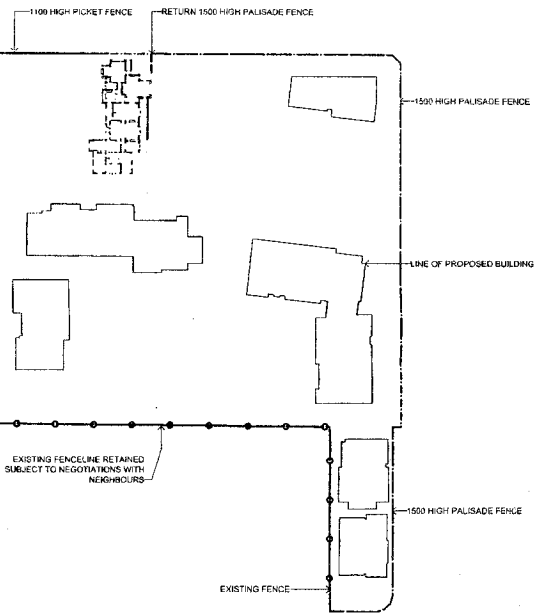 1100 HIGH PICKET FENCE
RETURN 1500 HIGH PALISADE FENCE
1500 HIGH PALISADE FENCE
LINE OF PROPOSED BUILDING
EXISTING FENCELINE RETAINED
SUBJECT TO NEGOTIATIONS WITH
NEIGHBOURS
1500 HIGH PALISADE FENCE
EXISTING FENCE